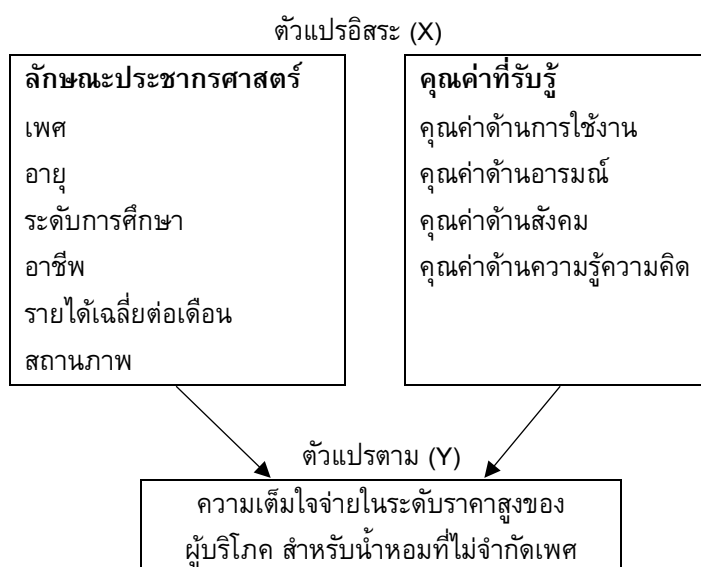 ตัวแปรอิสระ (X)
ลักษณะประชากรศาสตร์
เพศ
อายุ
ระดับการศึกษา
อาชีพ
รายได้เฉลี่ยต่อเดือน
สถานภาพ
คุณค่าที่รับรู้
คุณค่าด้านการใช้งาน
คุณค่าด้านอารมณ์
คุณค่าด้านสังคม
คุณค่าด้านความรู้ความคิด
ตัวแปรตาม (Y)
ความเต็มใจจ่ายในระดับราคาสูงของ
ผู้บริโภค สำหรับน้ำหอมที่ไม่จำกัดเพศ